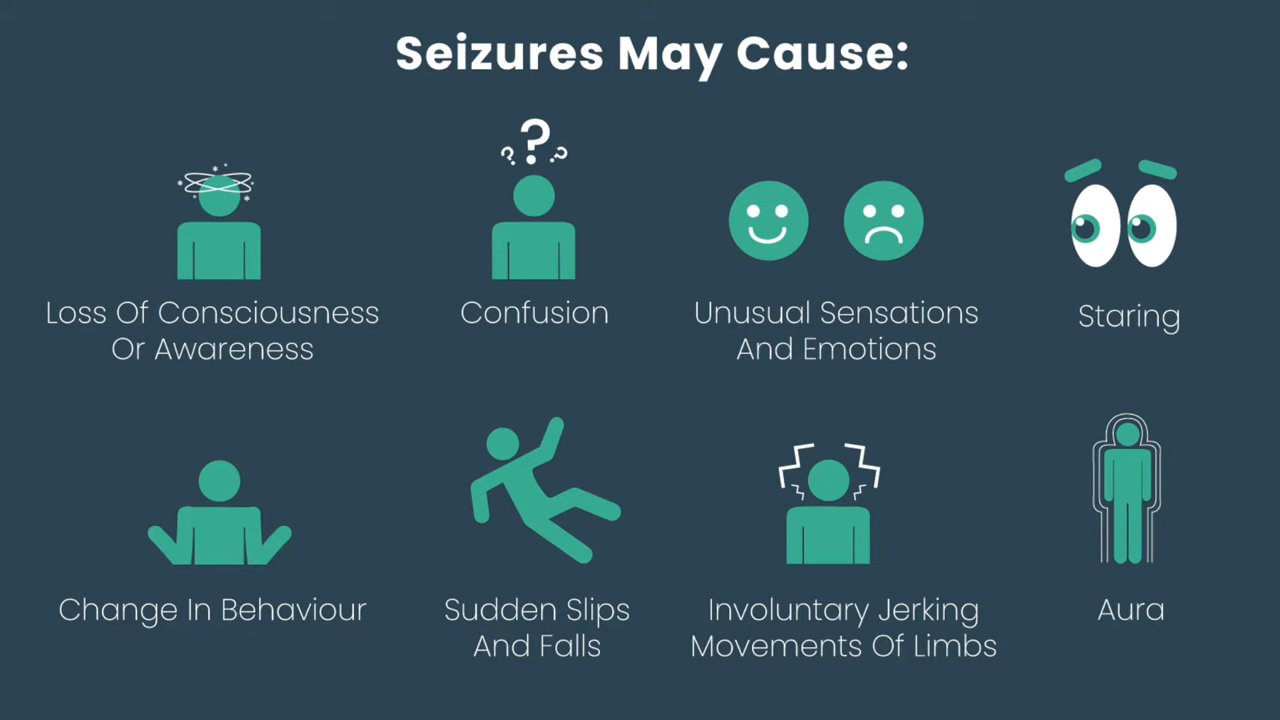 Seizures May Cause:
? ? ?
Loss Of Consciousness
Or Awareness
Confusion
Unusual Sensations
And Emotions
Staring
Change In Behaviour
Sudden Slips
And Falls
Involuntary Jerking
Movements Of Limbs
Aura